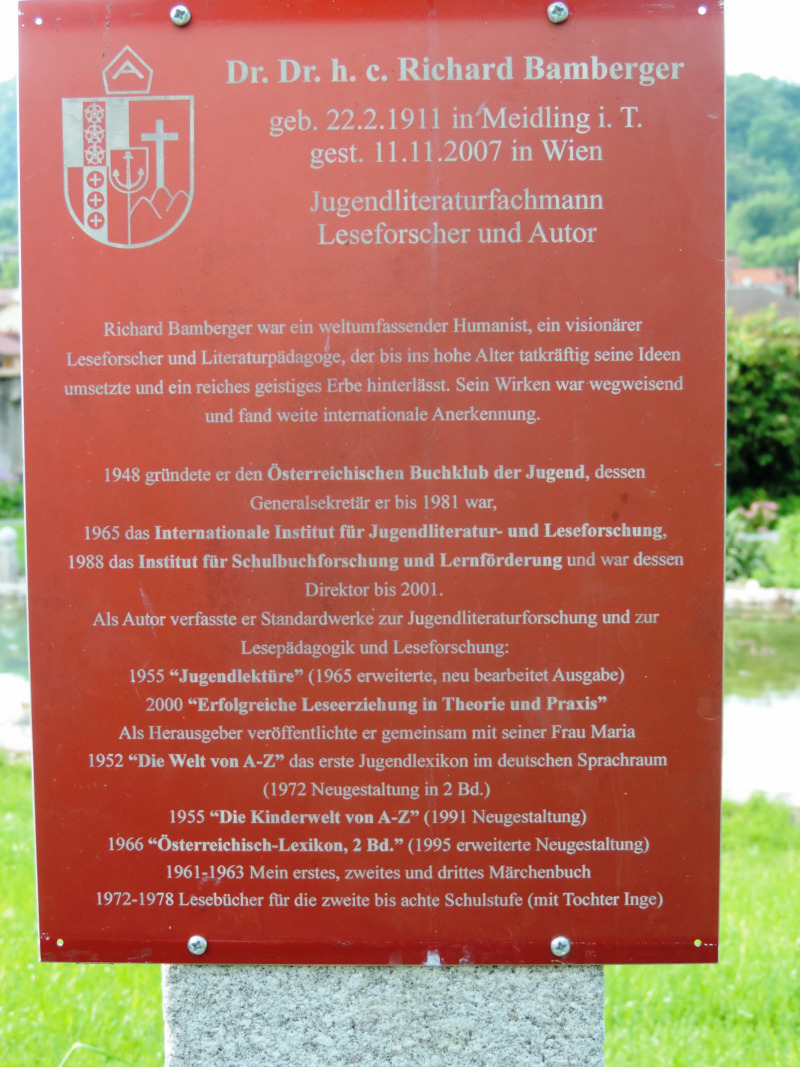 A
Dr. Dr. h. c. Richard Bamberger
geb. 22.2.1911 in Meidling i. T.
gest. 11.11.2007 in Wien
Jugendliteraturfachmann
Leseforscher und Autor
Richard Bamberger war ein weltumfassender Humanist, ein visionärer
Leseforscher und Literaturpädagoge, der bis ins hohe Alter tatkräftig seine Ideen
umsetzte und ein reiches geistiges Erbe hinterlässt. Sein Wirken war wegweisend
und fand weite internationale Anerkennung.
1948 gründete er den Österreichischen Buchklub der Jugend, dessen
Generalsekretär er bis 1981 war,
1965 das Internationale Institut für Jugendliteratur- und Leseforschung,
1988 das Institut für Schulbuchforschung und Lernförderung und war dessen
Direktor bis 2001.
Als Autor verfasste er Standardwerke zur Jugendliteraturforschung und zur
Lesepädagogik und Leseforschung:
1955 “Jugendlektüre” (1965 erweiterte, neu bearbeitet Ausgabe)
2000 “Erfolgreiche Leseerziehung in Theorie und Praxis”
Als Herausgeber veröffentlichte er gemeinsam mit seiner Frau Maria
1952 “Die Welt von A-Z” das erste Jugendlexikon im deutschen Sprachraum
(1972 Neugestaltung in 2 Bd.)
1955 “Die Kinderwelt von A-Z” (1991 Neugestaltung)
1966 “Österreichisch-Lexikon, 2 Bd.” (1995 erweiterte Neugestaltung)
1961-1963 Mein erstes, zweites und drittes Märchenbuch
1972-1978 Lesebücher für die zweite bis achte Schulstufe (mit Tochter Inge)